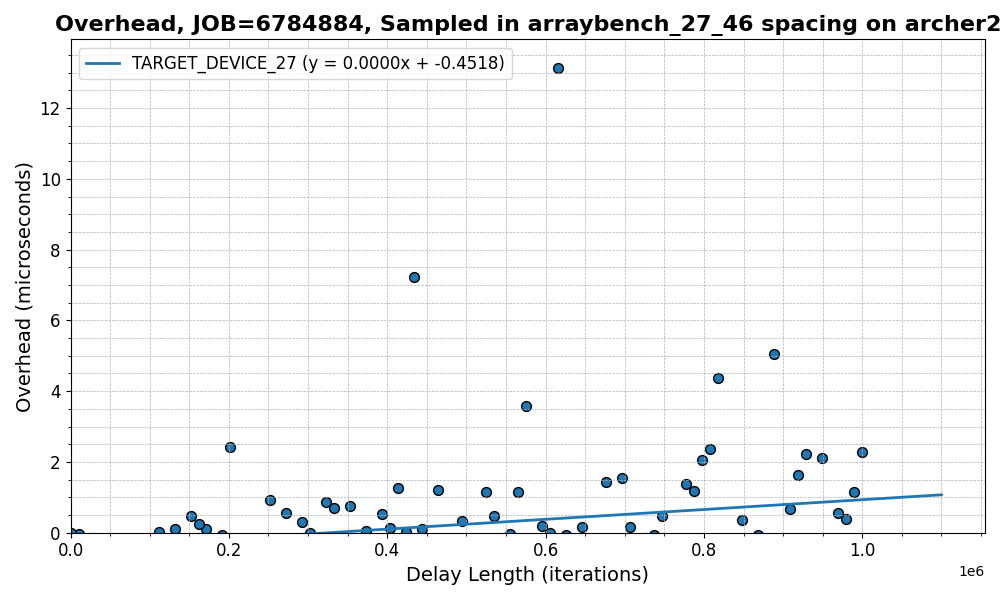 Overhead, JOB=6784884, Sampled in arraybench_27_46 spacing on archer2
TARGET_DEVICE_27 (y = 0.0000x + -0.4518)
Overhead (microseconds)
12
10
8
6
4
2
0
0.0 0.2 0.4 0.6 0.8 1.0
1e6
Delay Length (iterations)